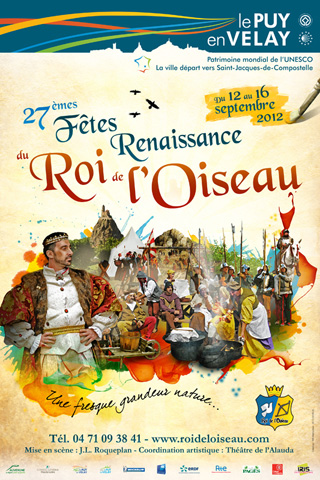 le PUY
en VELAY
Patrimoine mondial de l'UNESCO
La ville départ vers Saint-Jacques-de-Compostelle
Du 12 au 16
septembre
2012
27èmes
Fêtes
Renaissance
du Roi de l'Oiseau
Une fresque grandeur nature...
Tél. 04 71 09 38 41 - www.roideloiseau.com
Mise en scène : J.L. Roqueplan - Coordination artistique : Théâtre de l'Alauda